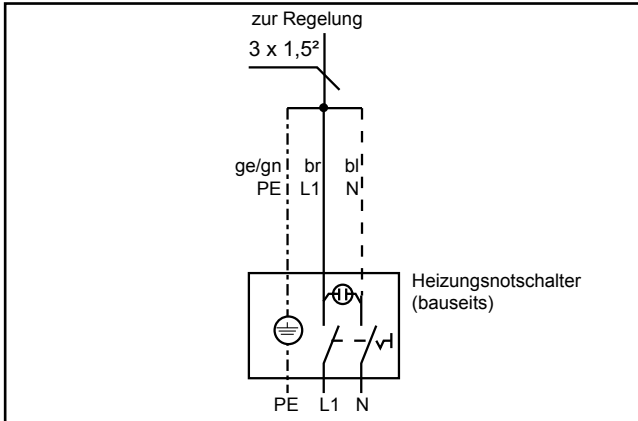 zur Regelung
3 x 1,5²
ge/gn br bl
PE L1 N
Heizungsnotschalter
(bauseits)
PE L1 N